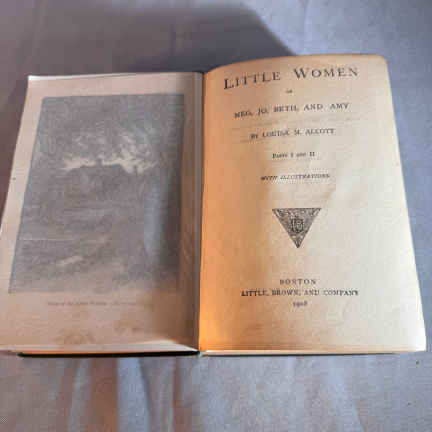 LITTLE WOMEN
OR
MEG, JO, BETH, AND AMY
BY LOUISA M. ALCOTT
PARTS I AND II
WITH ILLUSTRATIONS
BOSTON
LITTLE, BROWN, AND COMPANY